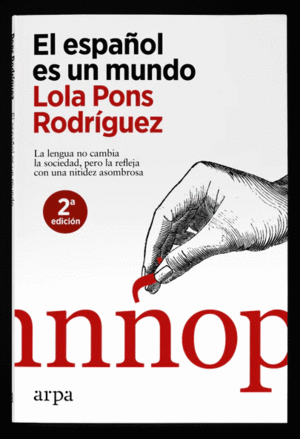 El español
es un mundo
Lola Pons
Rodríguez
La lengua no cambia
la sociedad, pero la refleja
con una nitidez asombrosa
2ª
edición
nnnop
arpa